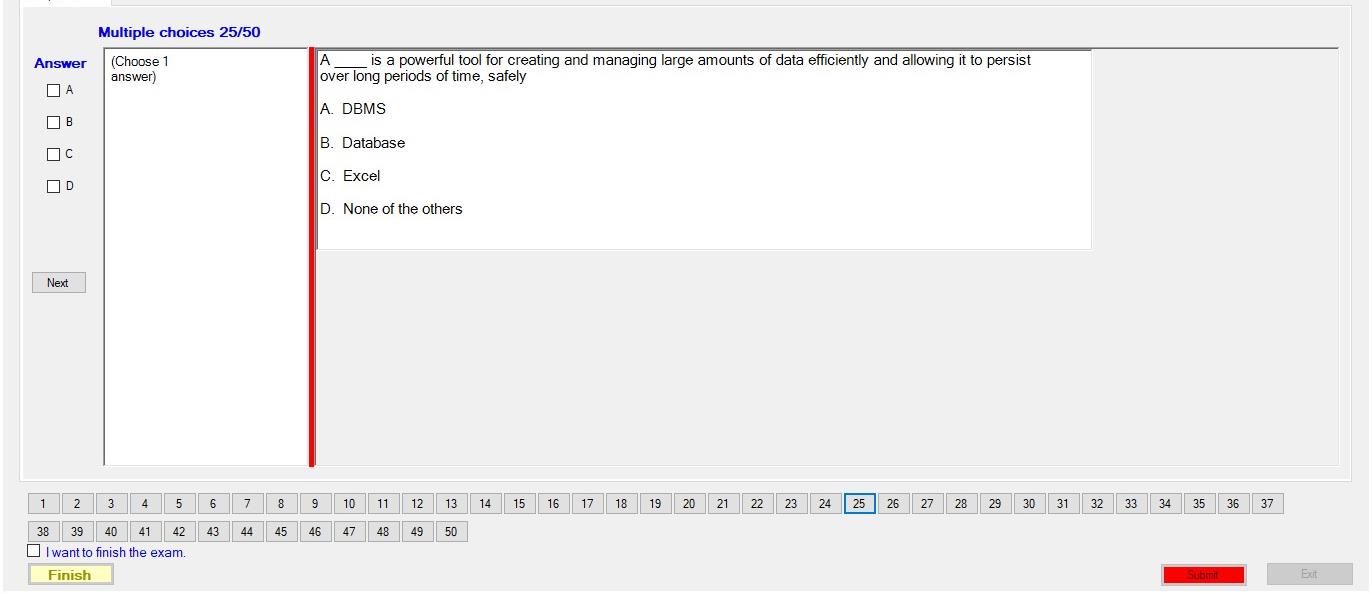 Multiple choices 25/50
Answer
(Choose 1
answer)
A
B
C
D
Next
A ____ is a powerful tool for creating and managing large amounts of data efficiently and allowing it to persist
over long periods of time, safely
A. DBMS
B. Database
C. Excel
D. None of the others
1 2 3 4 5 6 7 8 9 10 11 12 13 14 15 16 17 18 19 20 21 22 23 24 25 26 27 28 29 30 31 32 33 34 35 36 37
38 39 40 41 42 43 44 45 46 47 48 49 50
I want to finish the exam.
Finish
Submit
Exit